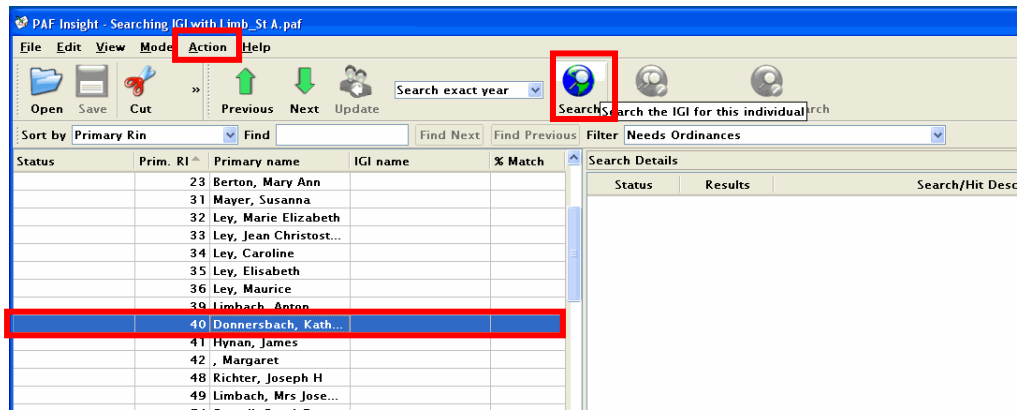 PAF Insight - Searching IGI with Limb_St A.paf
File Edit View Mode Action Help
Search exact year
Open Save Cut » Previous Next Update Search
Search the IGI for this individual
Sort by Primary Rin Find Find Next Find Previous Filter Needs Ordinances
Status Prim. RI Primary name IGI name % Match Search Details
Status Results Search/Hit Desc
23 Berton, Mary Ann
31 Mayer, Susanna
32 Ley, Marie Elizabeth
33 Ley, Jean Christost...
34 Ley, Caroline
35 Ley, Elisabeth
36 Ley, Maurice
39 Limbach, Anton
40 Donnersbach, Kath...
41 Hynan, James
42 , Margaret
48 Richter, Joseph H
49 Limbach, Mrs Jose...